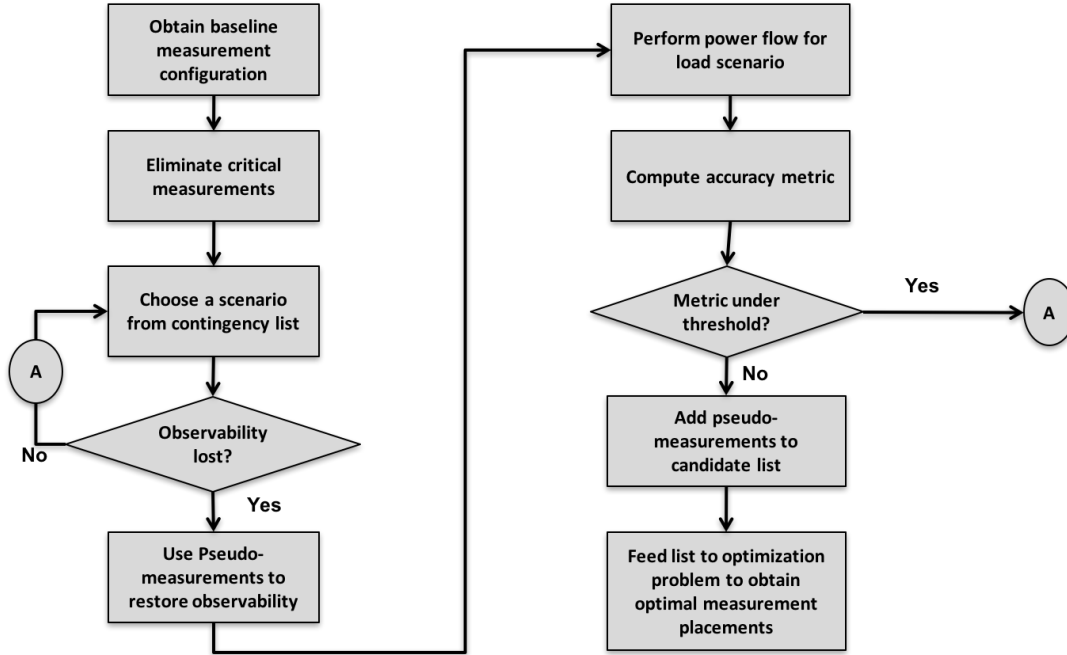 Obtain baseline
measurement
configuration
Eliminate critical
measurements
Choose a scenario
from contingency list
A
Observability
lost?
No
Yes
Use Pseudo-
measurements to
restore observability
Perform power flow for
load scenario
Compute accuracy metric
Metric under
threshold?
Yes
A
No
Add pseudo-
measurements to
candidate list
Feed list to optimization
problem to obtain
optimal measurement
placements